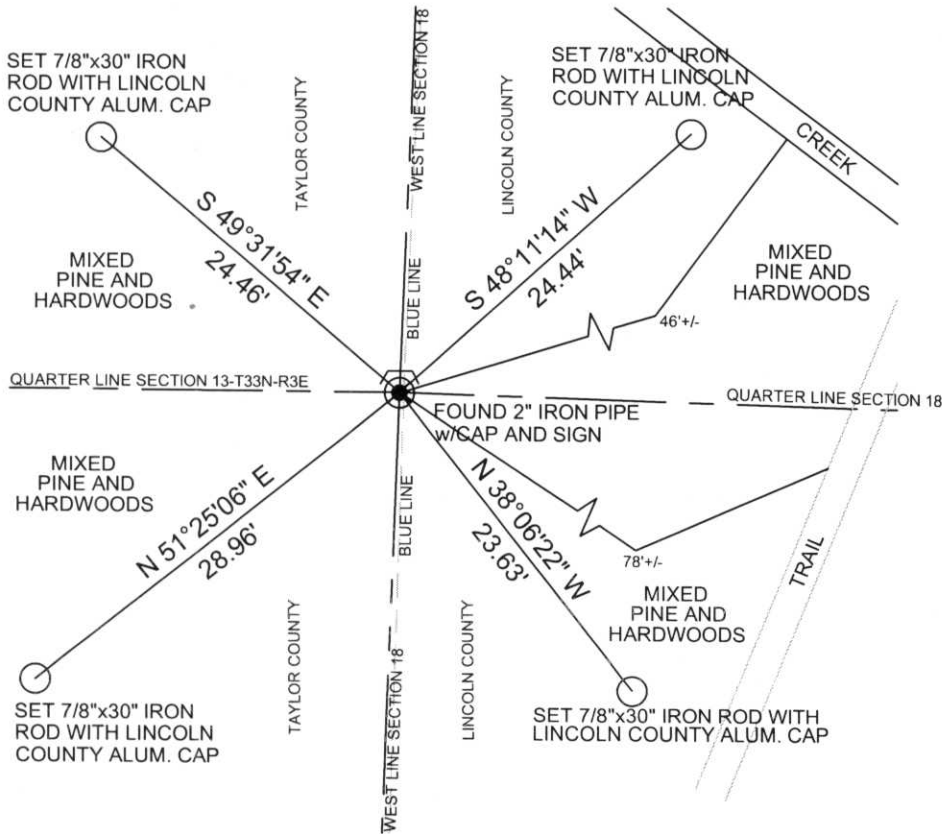 WEST LINE SECTION 18
SET 7/8"x30" IRON
ROD WITH LINCOLN
COUNTY ALUM. CAP
SET 7/8"x30" IRON
ROD WITH LINCOLN
COUNTY ALUM. CAP
TAYLOR COUNTY
LINCOLN COUNTY
CREEK
S 49°31'54" E
24.46'
S 48°11'14" W
24.44'
MIXED
PINE AND
HARDWOODS
MIXED
PINE AND
HARDWOODS
BLUE LINE
46'+/-
QUARTER LINE SECTION 13-T33N-R3E
QUARTER LINE SECTION 18
FOUND 2" IRON PIPE
w/CAP AND SIGN
MIXED
PINE AND
HARDWOODS
N 51°25'06" E
28.96'
BLUE LINE
N 38°06'22" W
23.63'
78'+/-
TRAIL
MIXED
PINE AND
HARDWOODS
TAYLOR COUNTY
LINCOLN COUNTY
SET 7/8"x30" IRON
ROD WITH LINCOLN
COUNTY ALUM. CAP
SET 7/8"x30" IRON ROD WITH
LINCOLN COUNTY ALUM. CAP
WEST LINE SECTION 18